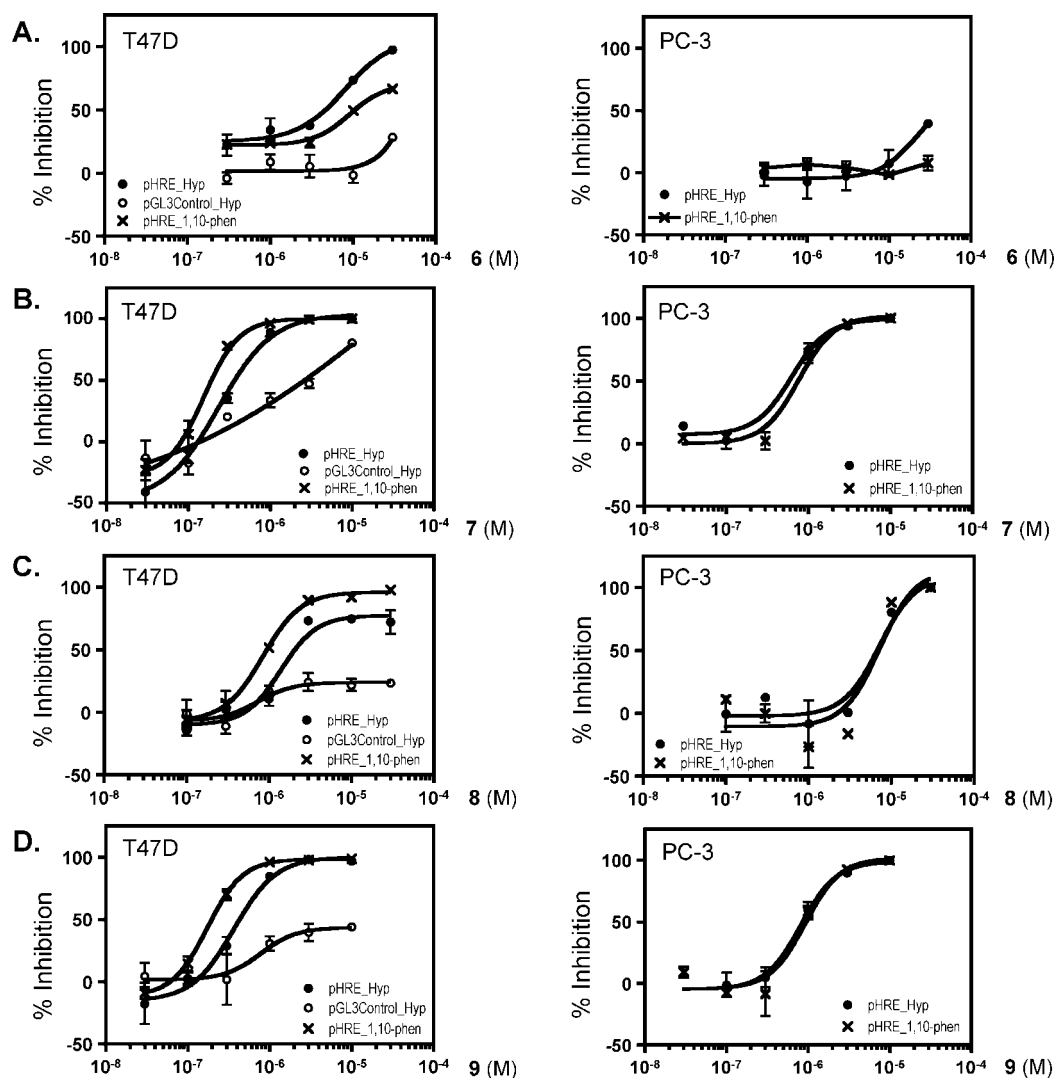 A.
T47D
% Inhibition
100
50
0
-50
pHRE_Hyp
pGL3Control_Hyp
pHRE_1,10-phen
10-8 10-7 10-6 10-5 10-4 6 (M)
PC-3
% Inhibition
100
50
0
-50
pHRE_Hyp
pHRE_1,10-phen
10-8 10-7 10-6 10-5 10-4 6 (M)
B.
T47D
% Inhibition
100
50
0
-50
pHRE_Hyp
pGL3Control_Hyp
pHRE_1,10-phen
10-8 10-7 10-6 10-5 10-4 7 (M)
PC-3
% Inhibition
100
50
0
-50
pHRE_Hyp
pHRE_1,10-phen
10-8 10-7 10-6 10-5 10-4 7 (M)
C.
T47D
% Inhibition
100
50
0
-50
pHRE_Hyp
pGL3Control_Hyp
pHRE_1,10-phen
10-8 10-7 10-6 10-5 10-4 8 (M)
PC-3
% Inhibition
100
50
0
-50
pHRE_Hyp
pHRE_1,10-phen
10-8 10-7 10-6 10-5 10-4 8 (M)
D.
T47D
% Inhibition
100
50
0
-50
pHRE_Hyp
pGL3Control_Hyp
pHRE_1,10-phen
10-8 10-7 10-6 10-5 10-4 9 (M)
PC-3
% Inhibition
100
50
0
-50
pHRE_Hyp
pHRE_1,10-phen
10-8 10-7 10-6 10-5 10-4 9 (M)